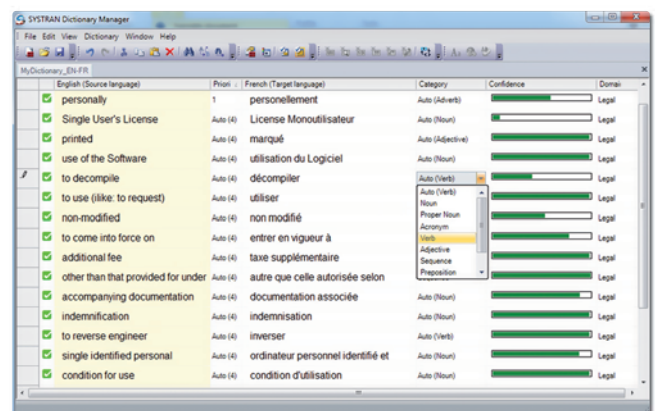 SYSTRAN Dictionary Manager
File Edit View Dictionary Window Help
MyDictionary_EN-FR
English (Source language) Priori French (Target language) Category Confidence Domai
personally 1 personellement Auto (Adverb) Legal
Single User's License Auto (4) License Monoutilisateur Auto (Noun) Legal
printed Auto (4) marqué Auto (Adjective) Legal
use of the Software Auto (4) utilisation du Logiciel Auto (Noun) Legal
to decompile Auto (4) décompiler Auto (Verb) Legal
to use (ilike: to request) Auto (4) utiliser Auto (Verb) Legal
Noun
non-modified Auto (4) non modifié Proper Noun Legal
Acronym
to come into force on Auto (4) entrer en vigueur à Verb Legal
Adjective
additional fee Auto (4) taxe supplémentaire Sequence Legal
other than that provided for under Auto (4) autre que celle autorisée selon Preposition Legal
accompanying documentation Auto (4) documentation associée Auto (Noun) Legal
indemnification Auto (4) indemnisation Auto (Noun) Legal
to reverse engineer Auto (4) inverser Auto (Verb) Legal
single identified personal Auto (4) ordinateur personnel identifié et Auto (Noun) Legal
condition for use Auto (4) condition d'utilisation Auto (Noun) Legal